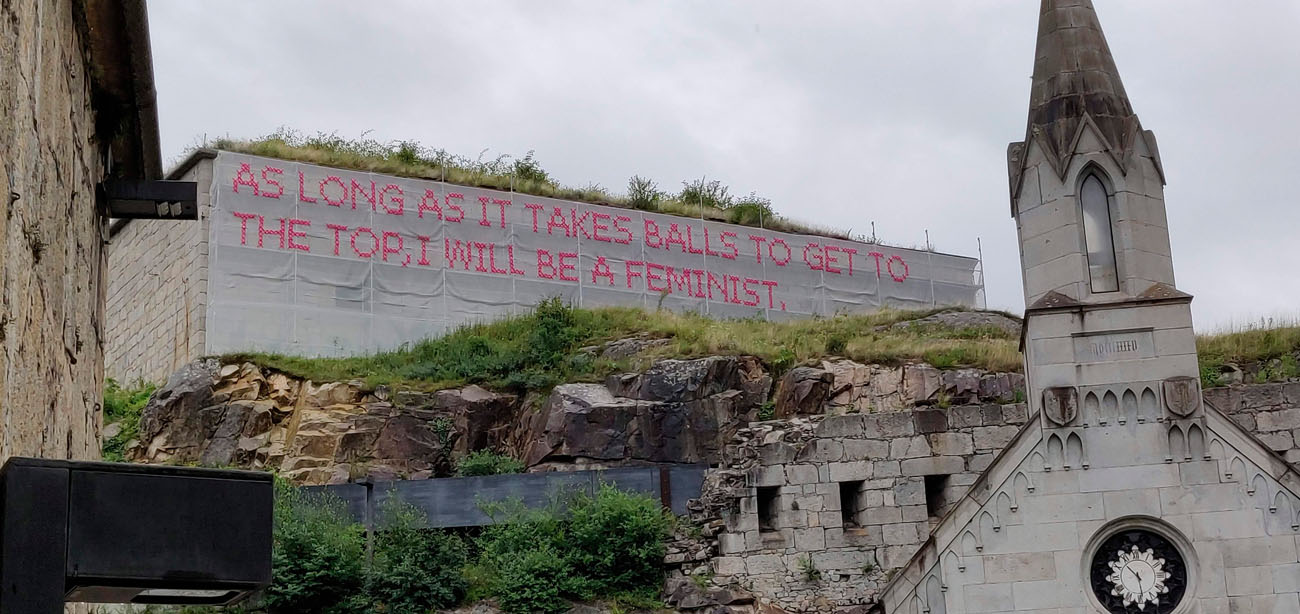 AS LONG AS IT TAKES BALLS TO GET TO
THE TOP, I WILL BE A FEMINIST.